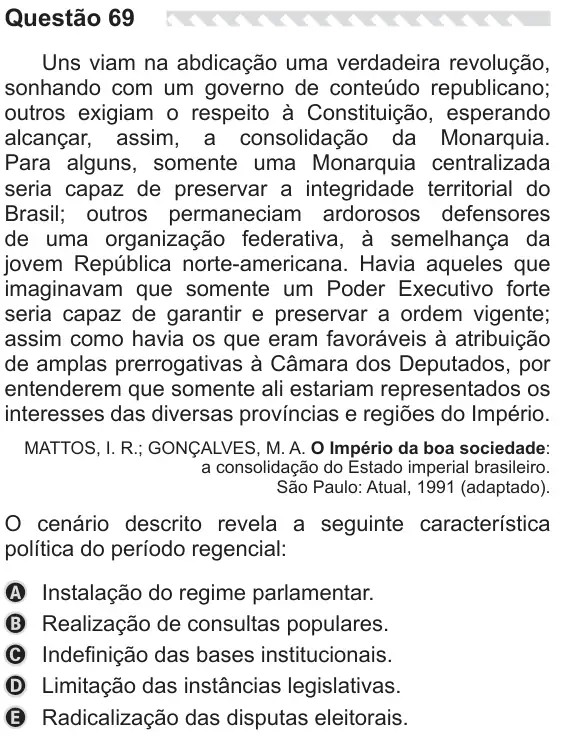 Questão 69
Uns viam na abdicação uma verdadeira revolução,
sonhando com um governo de conteúdo republicano;
outros exigiam o respeito à Constituição, esperando
alcançar, assim, a consolidação da Monarquia.
Para alguns, somente uma Monarquia centralizada
seria capaz de preservar a integridade territorial do
Brasil; outros permaneciam ardorosos defensores
de uma organização federativa, à semelhança da
jovem República norte-americana. Havia aqueles que
imaginavam que somente um Poder Executivo forte
seria capaz de garantir e preservar a ordem vigente;
assim como havia os que eram favoráveis à atribuição
de amplas prerrogativas à Câmara dos Deputados, por
entenderem que somente ali estariam representados os
interesses das diversas províncias e regiões do Império.
MATTOS, I. R.; GONÇALVES, M. A. O Império da boa sociedade:
a consolidação do Estado imperial brasileiro.
São Paulo: Atual, 1991 (adaptado).
O cenário descrito revela a seguinte característica
política do período regencial:
A Instalação do regime parlamentar.
B Realização de consultas populares.
C Indefinição das bases institucionais.
D Limitação das instâncias legislativas.
E Radicalização das disputas eleitorais.